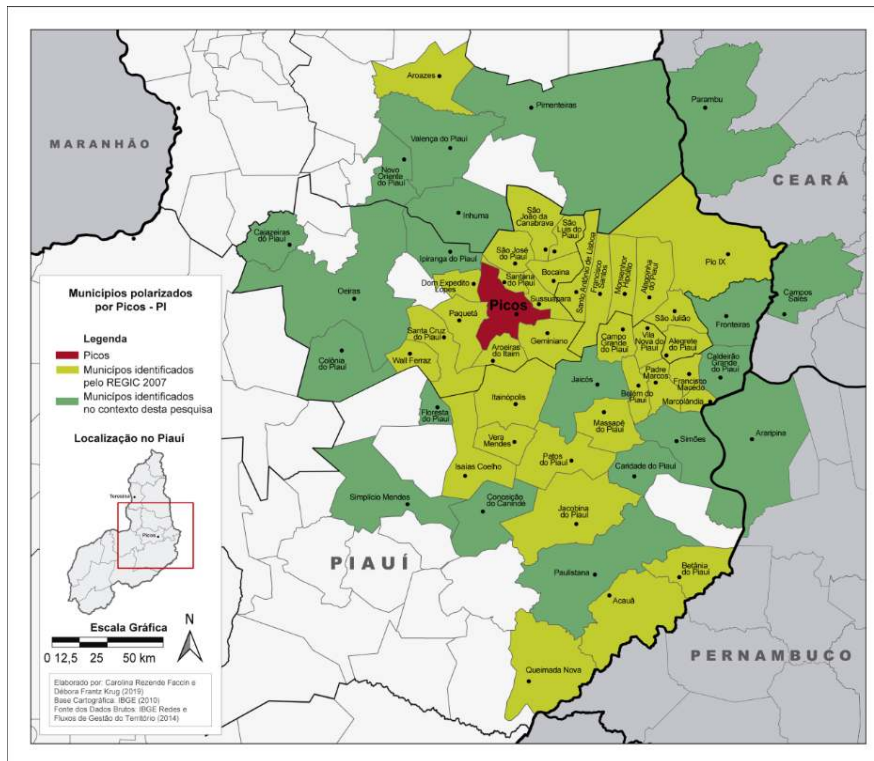 MARANHÃO
CEARÁ
PIAUÍ
PERNAMBUCO
Aroazes
Pimenteiras
Parambu
Valença do Piauí
Novo
Oriente
do Piauí
Inhuma
São
João da
Canabrava
São
Luis do
Piauí
Cajazeiras
do Piauí
Ipiranga do Piauí
São José
do Piauí
Bocaina
Santo Antônio de Lisboa
Francisco
Santos
Monsenhor
Hipólito
Alagoinha
do Piauí
Pio IX
Campos
Sales
Dom Expedito
Lopes
Santana
do Piauí
Sussuapara
Picos
Oeiras
Paquetá
Geminiano
São Julião
Fronteiras
Santa Cruz
do Piauí
Campo
Grande do
Piauí
Vila
Nova do
Piauí
Alegrete do
Piauí
Colônia
do Piauí
Wall Ferraz
Aroeiras
do Itaim
Padre
Marcos
Francisco
Macedo
Caldeirão
Grande do
Piauí
Jaicós
Belém do
Piauí
Marcolândia
Floresta
do Piauí
Itainópolis
Massapê do
Piauí
Simões
Araripina
Vera
Mendes
Isaías Coelho
Patos do
Piauí
Caridade do Piauí
Simplício Mendes
Conposição
do Canindé
Jacobina
do Piauí
Paulistana
Betânia
do Piauí
Acauã
Queimada Nova
Municípios polarizados
por Picos - PI
Legenda
Picos
Municípios identificados
pelo REGIC 2007
Municípios identificados
no contexto desta pesquisa
Localização no Piauí
Teresina
Picos
Escala Gráfica
N
0 12,5 25 50 km
Elaborado por: Carolina Rezende Faccin e
Débora Frantz Krug (2019)
Base Cartográfica: IBGE (2010)
Fonte dos Dados Brutos: IBGE Redes e
Fluxos de Gestão do Território (2014)